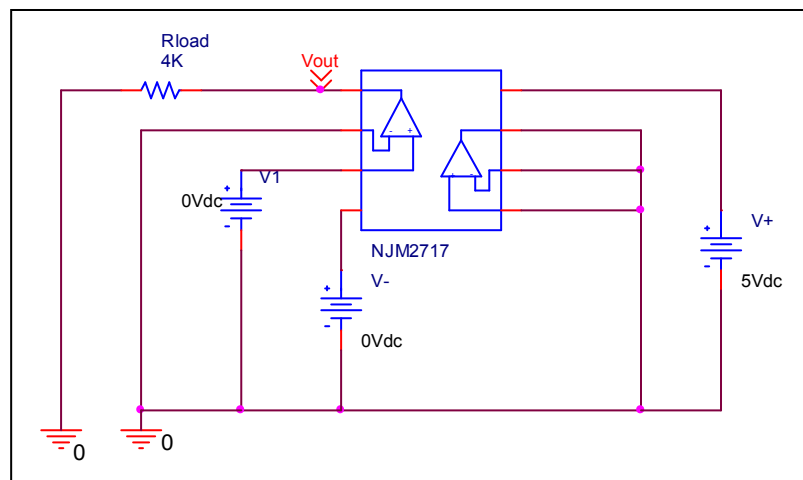 Rload
4K
Vout
- +
+ -
V1
+
0Vdc
-
NJM2717
V-
+
0Vdc
-
V+
+
5Vdc
-
0
0